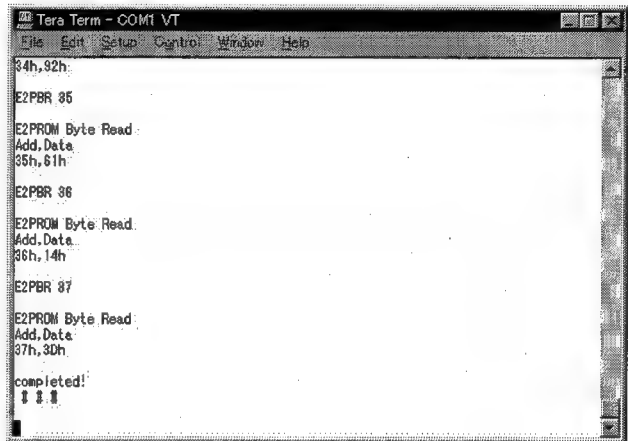 Tera Term - COM1 VT
File Edit Setup Control Window Help
34h,92h
E2PBR 35
E2PROM Byte Read
Add,Data
35h,61h
E2PBR 36
E2PROM Byte Read
Add,Data
36h,14h
E2PBR 37
E2PROM Byte Read
Add,Data
37h,3Dh
completed!